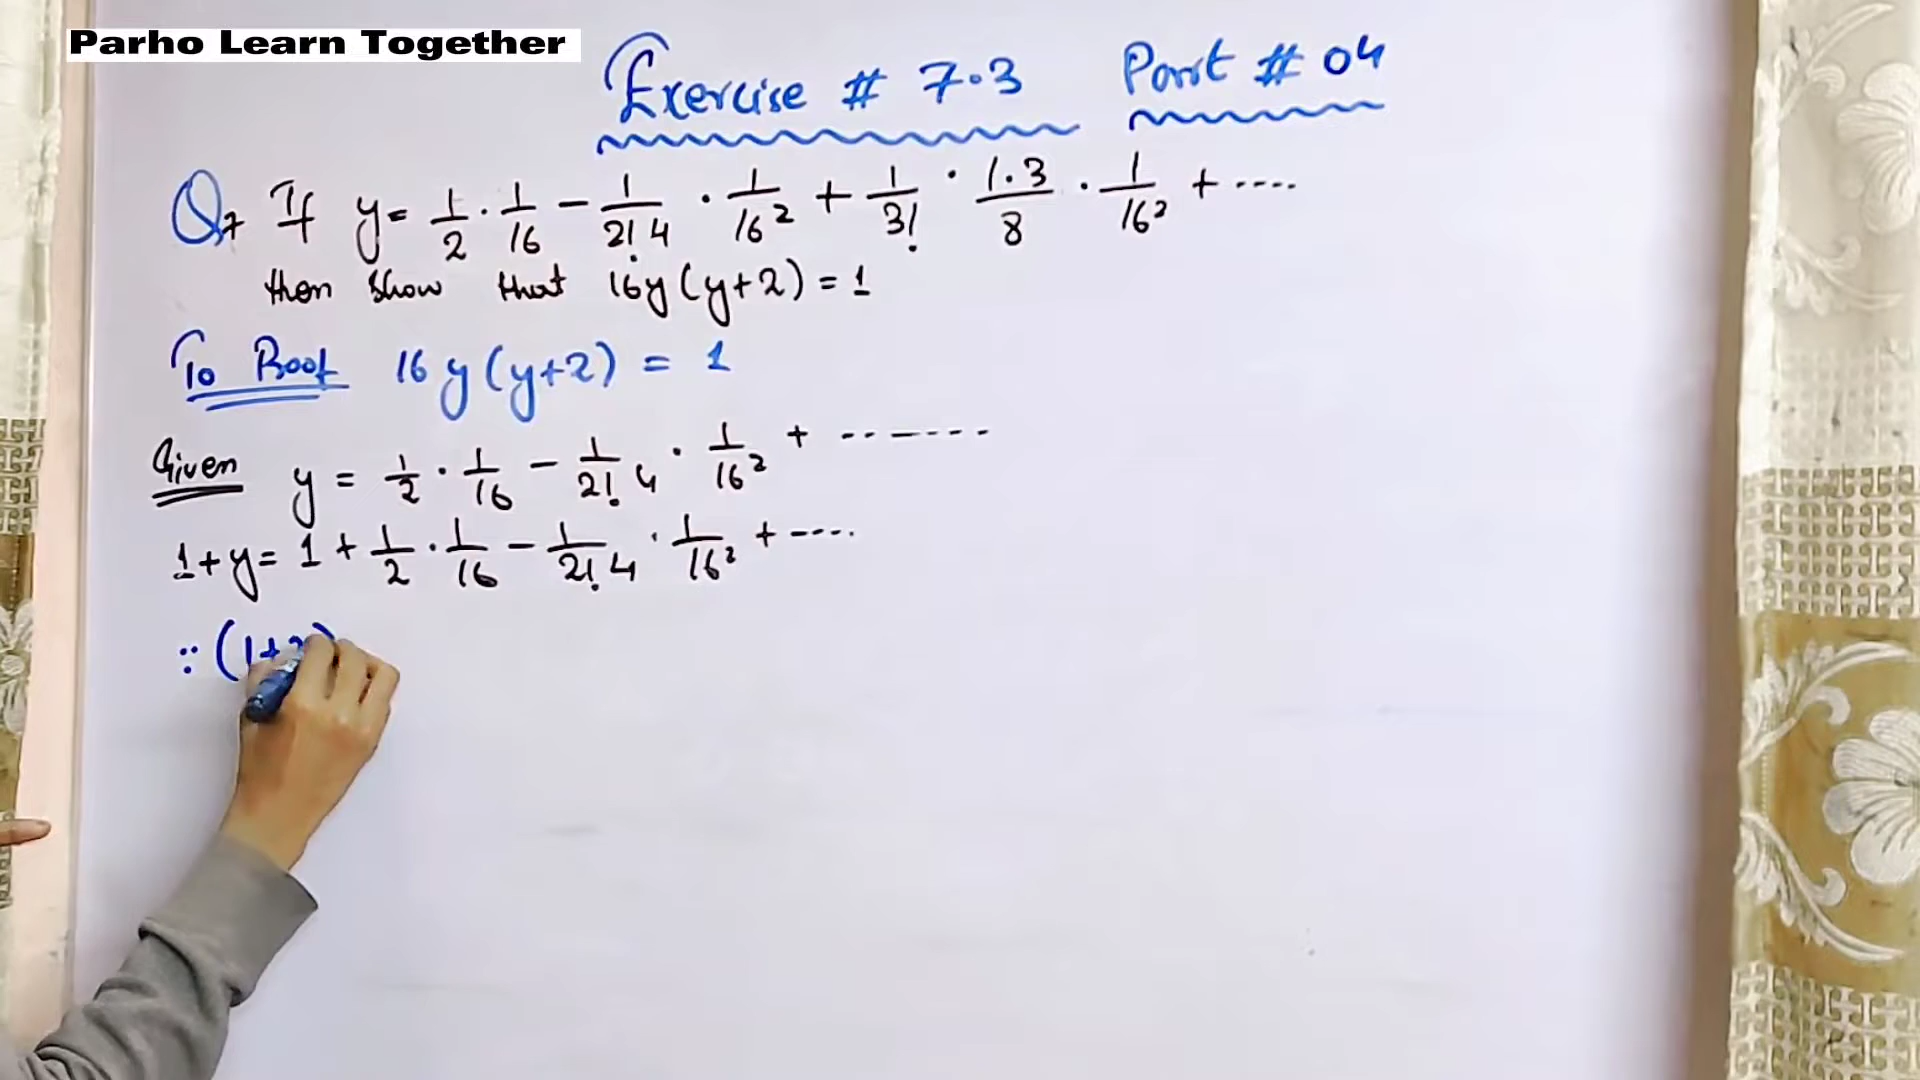 Parho Learn Together
Exercise # 7.3 Part # 04
Q7 If y = 1/2 · 1/16 − 1/2! 4 · 1/16² + 1/3! · 1.3/8 · 1/16³ + ....
then show that 16y(y+2) = 1
To Proof 16y(y+2) = 1
Given y = 1/2 · 1/16 − 1/2! 4 · 1/16² + .......
1+y = 1 + 1/2 · 1/16 − 1/2! 4 · 1/16² + ....
∵ (1+